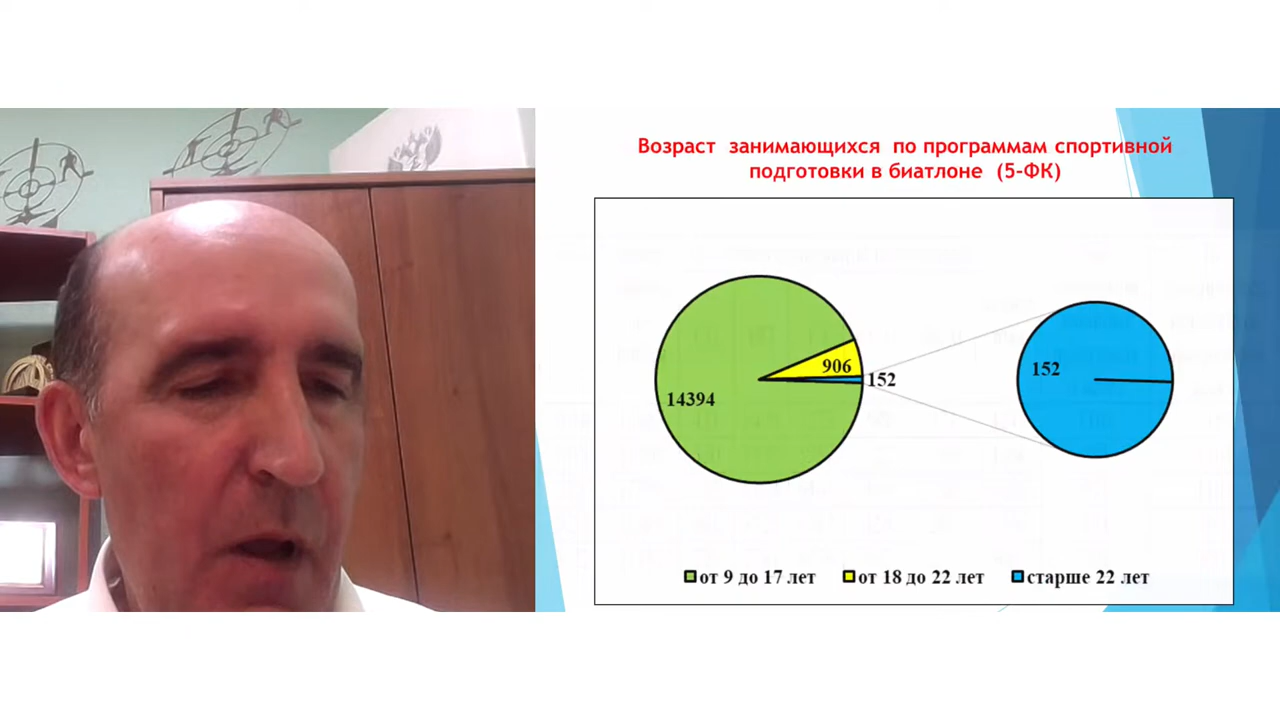 Возраст занимающихся по программам спортивной
подготовки в биатлоне (5-ФК)
906
152
152
14394
от 9 до 17 лет
от 18 до 22 лет
старше 22 лет